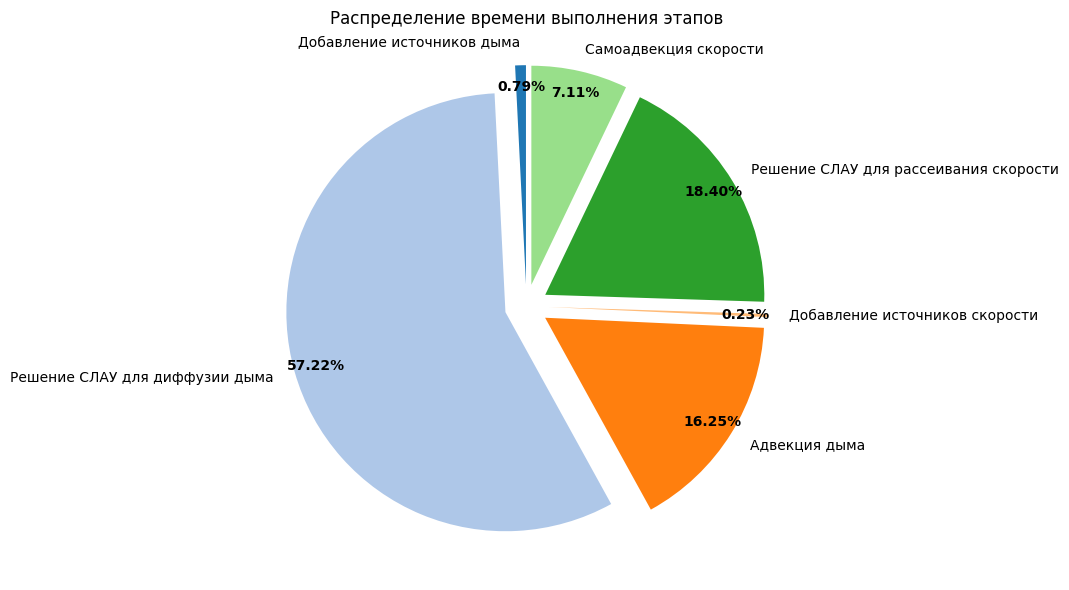 Распределение времени выполнения этапов
Добавление источников дыма
0.79%
Самоадвекция скорости
7.11%
Решение СЛАУ для рассеивания скорости
18.40%
Добавление источников скорости
0.23%
Решение СЛАУ для диффузии дыма
57.22%
Адвекция дыма
16.25%